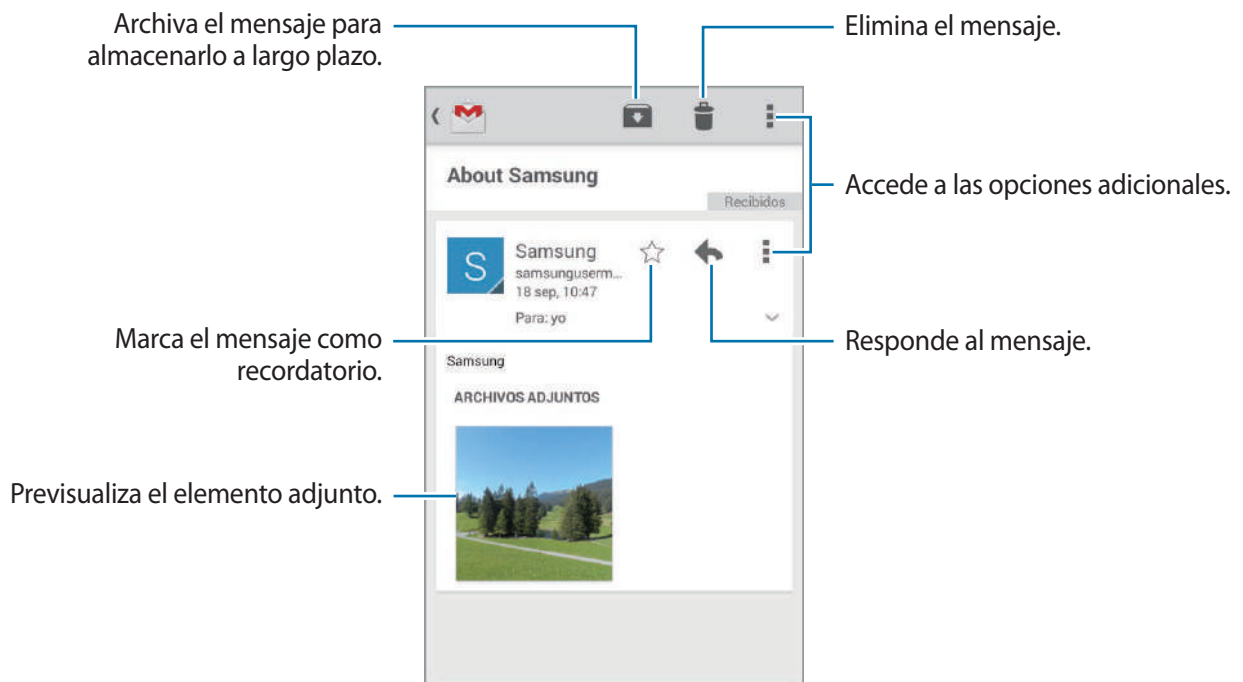 Archiva el mensaje para
almacenarlo a largo plazo.
Elimina el mensaje.
About Samsung
Accede a las opciones adicionales.
Recibidos
S
Samsung
samsunguserm...
18 sep, 10:47
Para: yo
Marca el mensaje como
recordatorio.
Responde al mensaje.
Samsung
ARCHIVOS ADJUNTOS
Previsualiza el elemento adjunto.